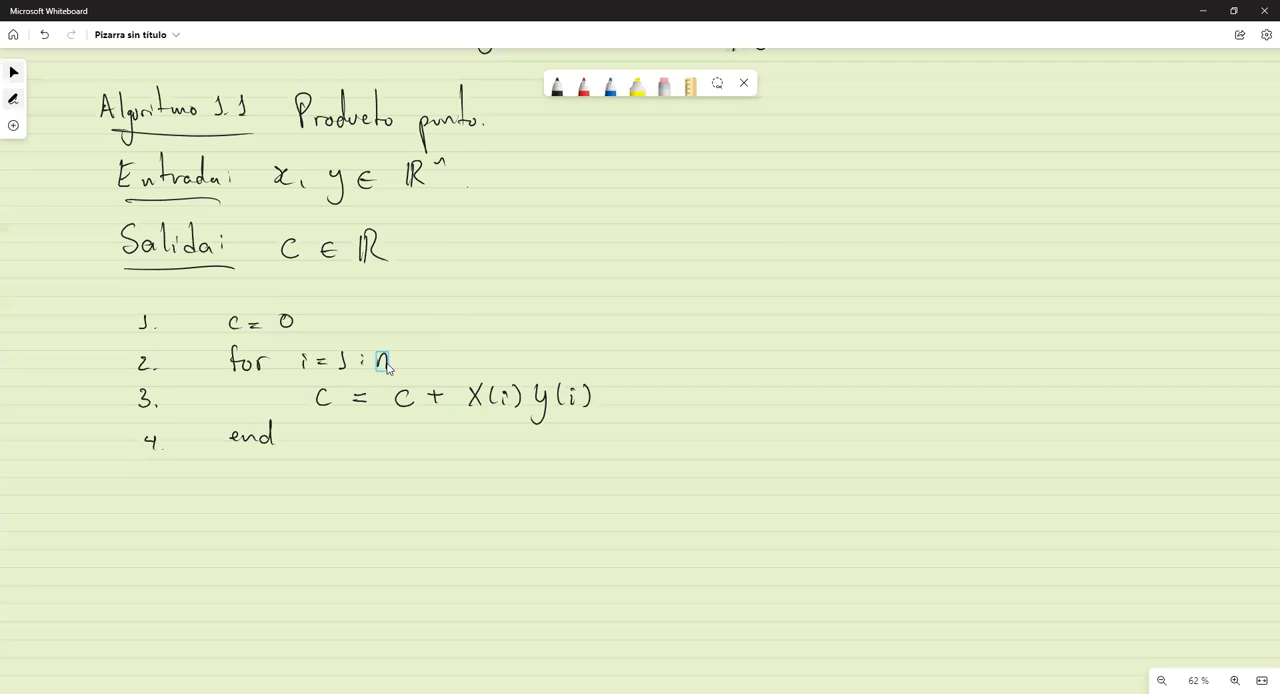 Microsoft Whiteboard
Pizarra sin título
Algoritmo 1.1 Producto punto.
Entrada: x, y ∈ ℝⁿ.
Salida: c ∈ ℝ
1. c = 0
2. for i = 1 : n
3. c = c + x(i) y(i)
4. end
62 %